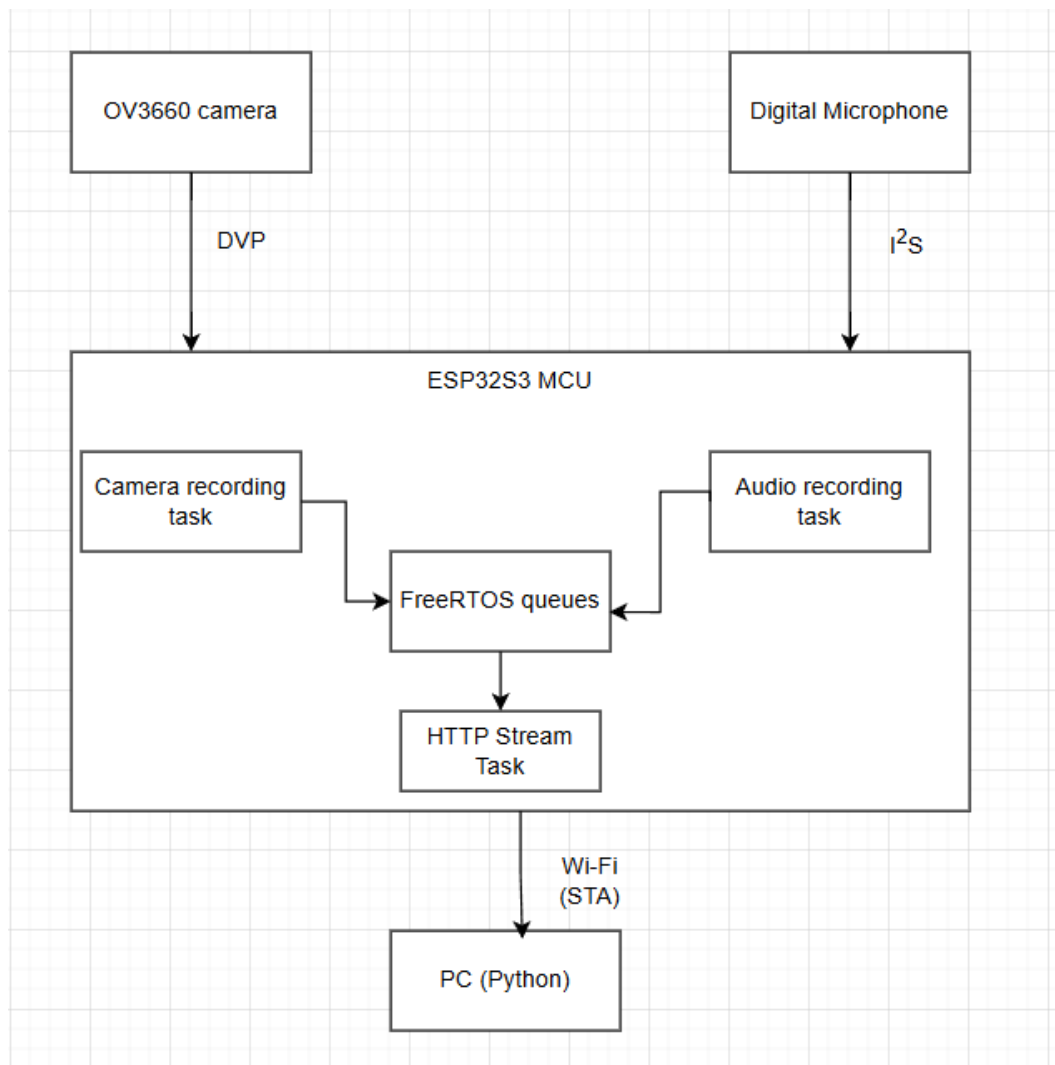 OV3660 camera
Digital Microphone
DVP
I²S
ESP32S3 MCU
Camera recording
task
Audio recording
task
FreeRTOS queues
HTTP Stream
Task
Wi-Fi
(STA)
PC (Python)